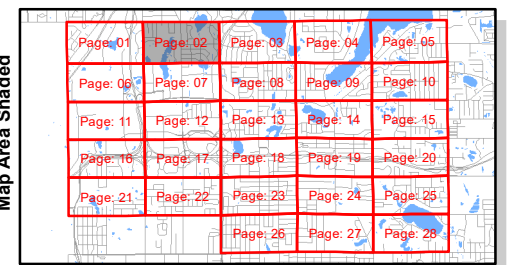 Map Area Shaded
Page: 01 Page: 02 Page: 03 Page: 04 Page: 05
Page: 06 Page: 07 Page: 08 Page: 09 Page: 10
Page: 11 Page: 12 Page: 13 Page: 14 Page: 15
Page: 16 Page: 17 Page: 18 Page: 19 Page: 20
Page: 21 Page: 22 Page: 23 Page: 24 Page: 25
Page: 26 Page: 27 Page: 28